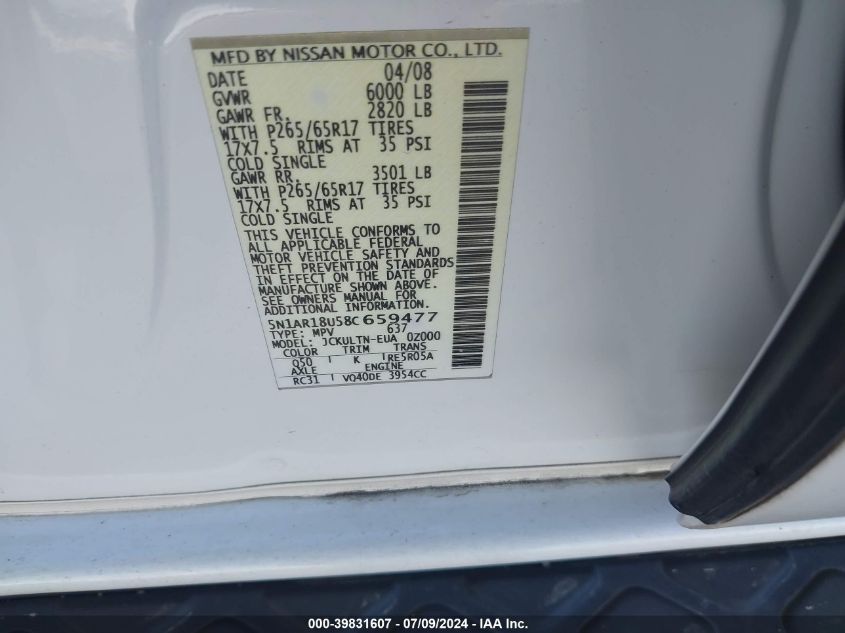 MFD BY NISSAN MOTOR CO., LTD.
DATE 04/08
GVWR 6000 LB
GAWR FR. 2820 LB
WITH P265/65R17 TIRES
17X7.5 RIMS AT 35 PSI
COLD SINGLE
GAWR RR. 3501 LB
WITH P265/65R17 TIRES
17X7.5 RIMS AT 35 PSI
COLD SINGLE
THIS VEHICLE CONFORMS TO
ALL APPLICABLE FEDERAL
MOTOR VEHICLE SAFETY AND
THEFT PREVENTION STANDARDS
IN EFFECT ON THE DATE OF
MANUFACTURE SHOWN ABOVE.
SEE OWNERS MANUAL FOR
ADDITIONAL INFORMATION.
5N1AR18U58C659477
TYPE: MPV 637
MODEL: JCKULTN-EUA 0Z000
COLOR TRIM TRANS
Q50 K RE5R05A
AXLE ENGINE
RC31 VQ40DE 3954CC
000-39831607 / 07/09/2024 - IAAI Inc.